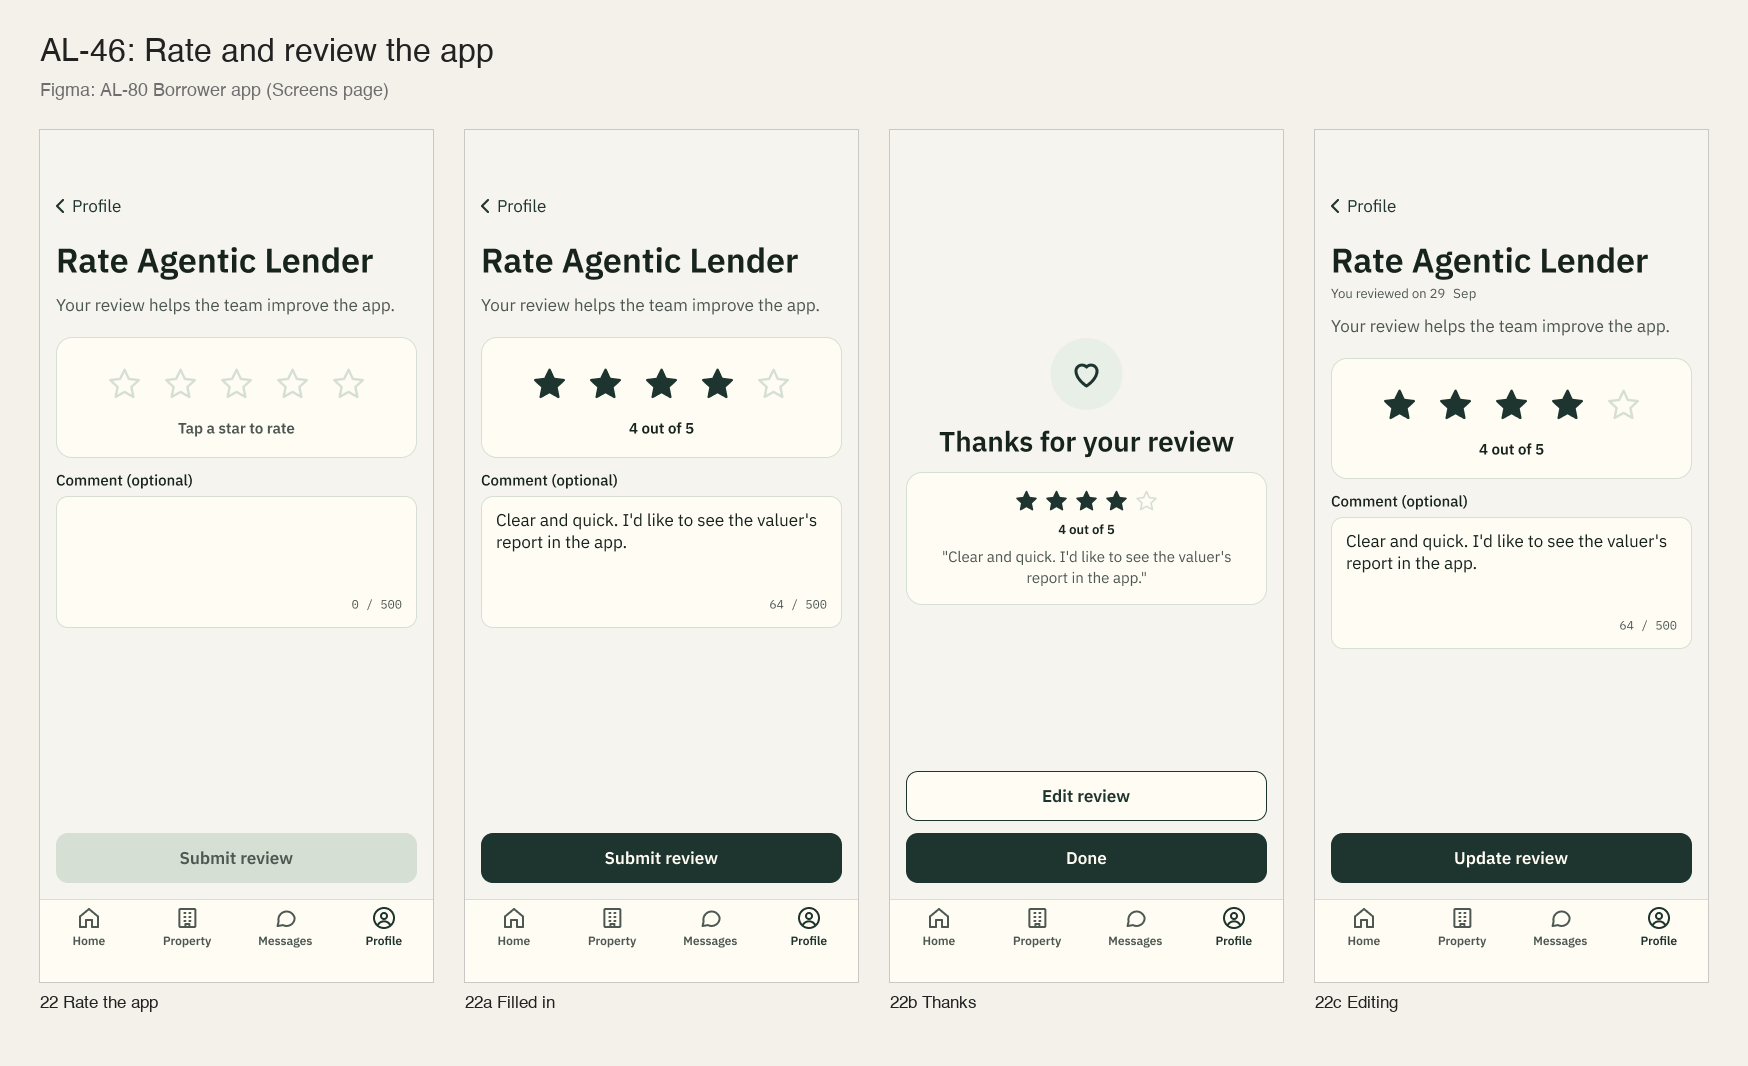 AL-46: Rate and review the app
Figma: AL-80 Borrower app (Screens page)
Profile
Rate Agentic Lender
Your review helps the team improve the app.
Tap a star to rate
Comment (optional)
0 / 500
Submit review
Home
Property
Messages
Profile
22 Rate the app
Profile
Rate Agentic Lender
Your review helps the team improve the app.
4 out of 5
Comment (optional)
Clear and quick. I'd like to see the valuer's
report in the app.
64 / 500
Submit review
Home
Property
Messages
Profile
22a Filled in
Thanks for your review
4 out of 5
"Clear and quick. I'd like to see the valuer's
report in the app."
Edit review
Done
Home
Property
Messages
Profile
22b Thanks
Profile
Rate Agentic Lender
You reviewed on 29 Sep
Your review helps the team improve the app.
4 out of 5
Comment (optional)
Clear and quick. I'd like to see the valuer's
report in the app.
64 / 500
Update review
Home
Property
Messages
Profile
22c Editing